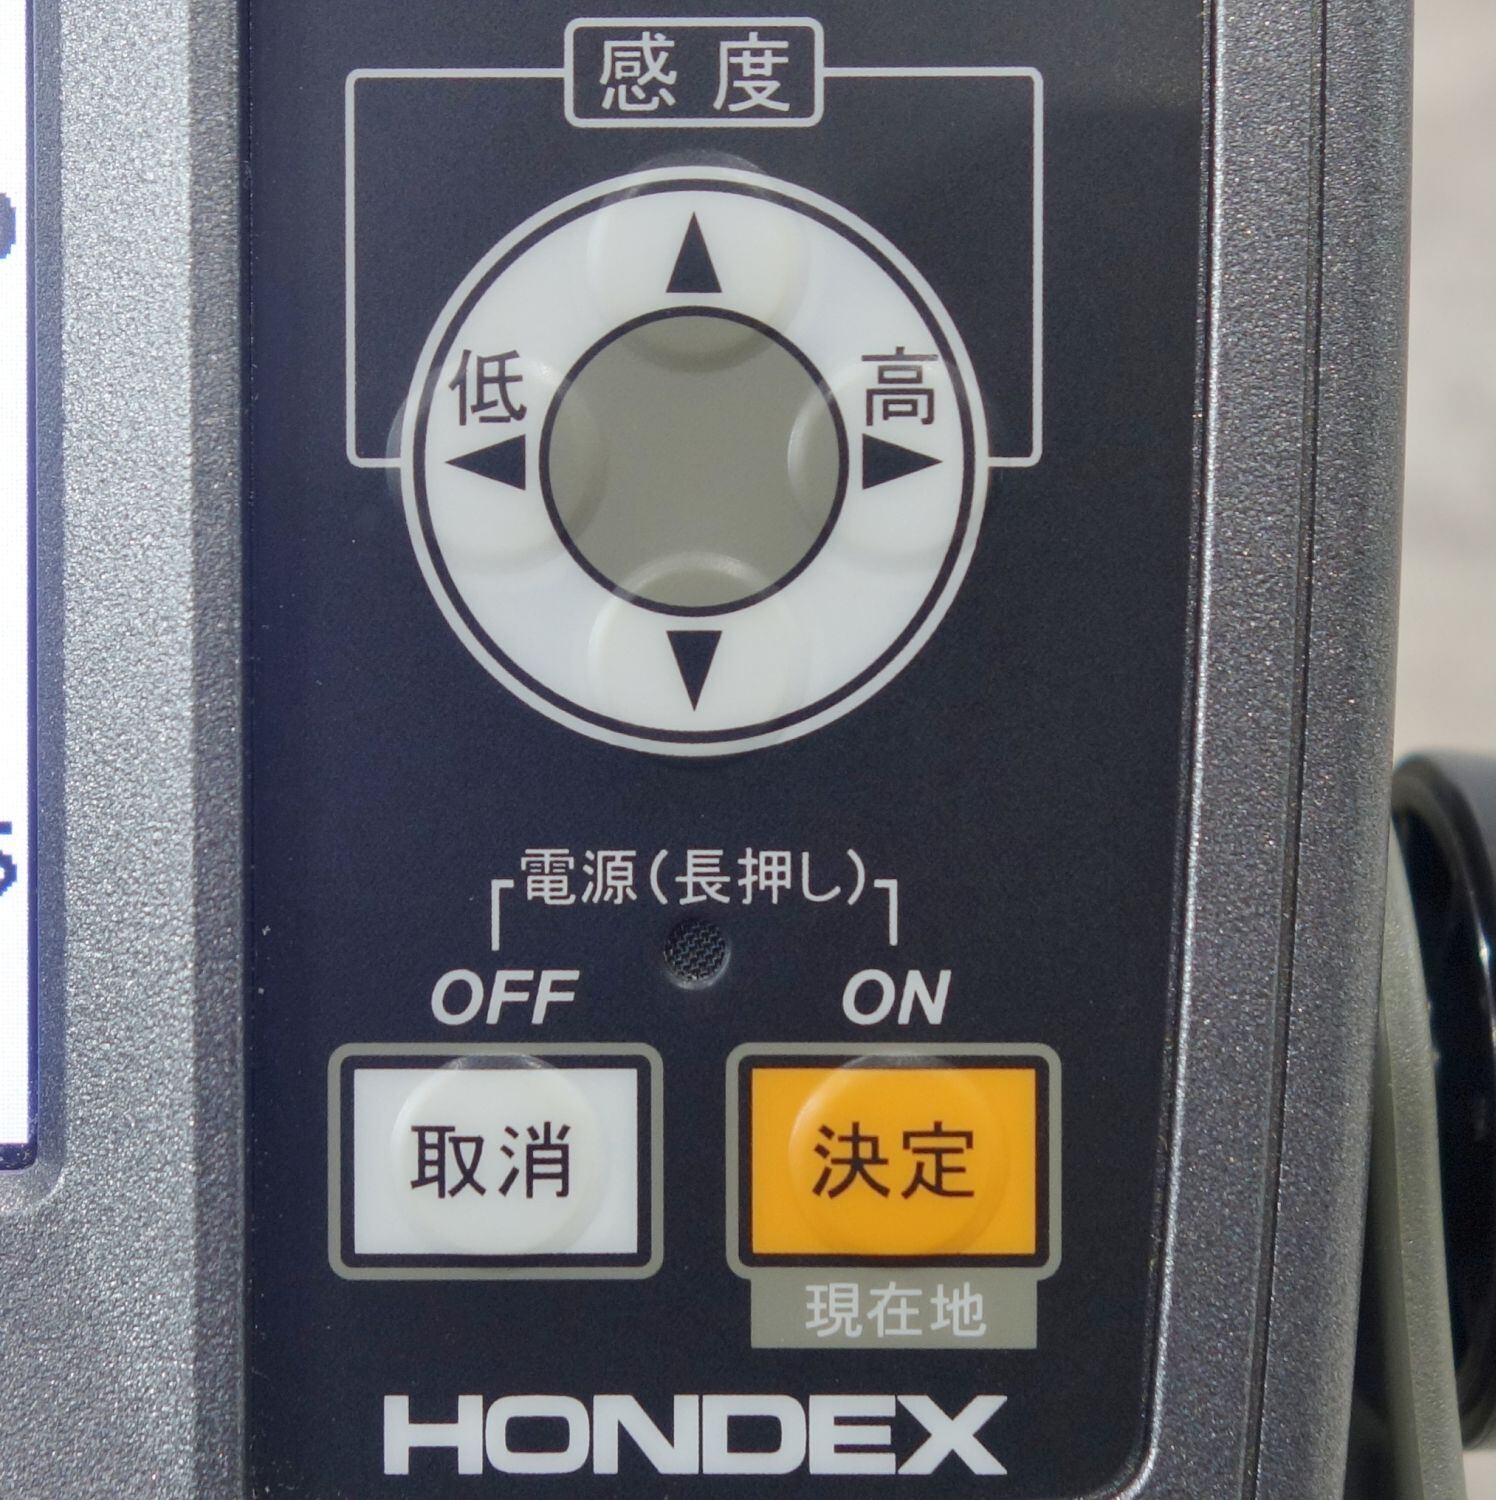 感度
低
高
電源(長押し)
OFF
ON
取消
決定
現在地
HONDEX